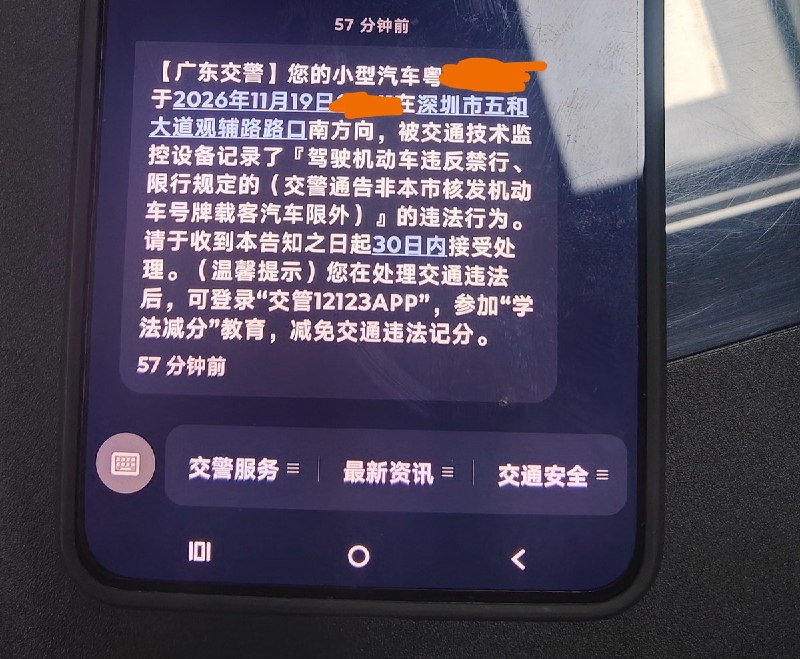 57 分钟前
【广东交警】您的小型汽车粤
于2026年11月19日 在深圳市五和
大道观辅路路口南方向，被交通技术监
控设备记录了『驾驶机动车违反禁行、
限行规定的（交警通告非本市核发机动
车号牌载客汽车限外）』的违法行为。
请于收到本告知之日起30日内接受处
理。（温馨提示）您在处理交通违法
后，可登录“交管12123APP”，参加“学
法减分”教育，减免交通违法记分。
57 分钟前
交警服务 最新资讯 交通安全